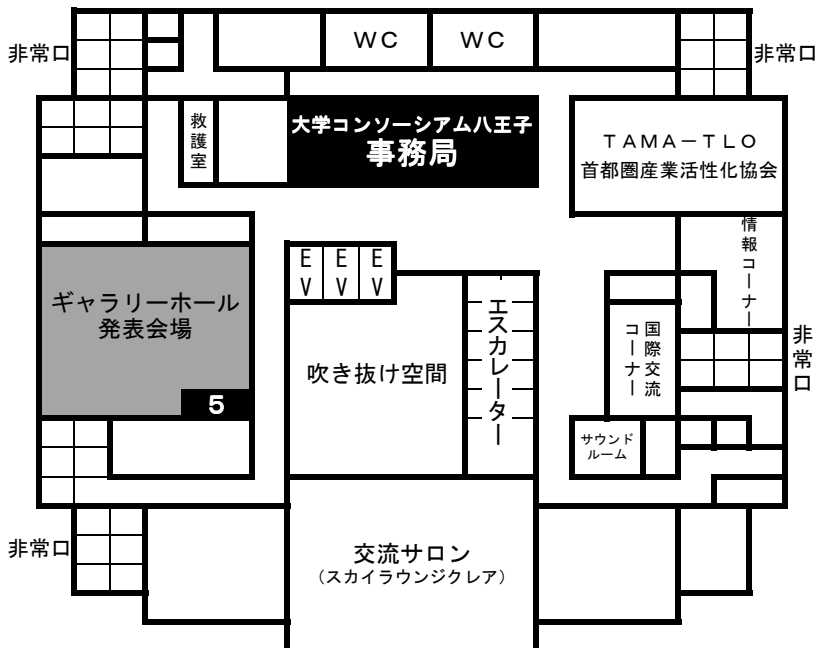 非常口
ＷＣ
ＷＣ
非常口
救護室
大学コンソーシアム八王子
事務局
ＴＡＭＡ－ＴＬＯ
首都圏産業活性化協会
情報コーナー
ギャラリーホール
発表会場
5
ＥＶ
ＥＶ
ＥＶ
吹き抜け空間
エスカレーター
国際交流
コーナー
非常口
サウンド
ルーム
非常口
交流サロン
（スカイラウンジクレア）